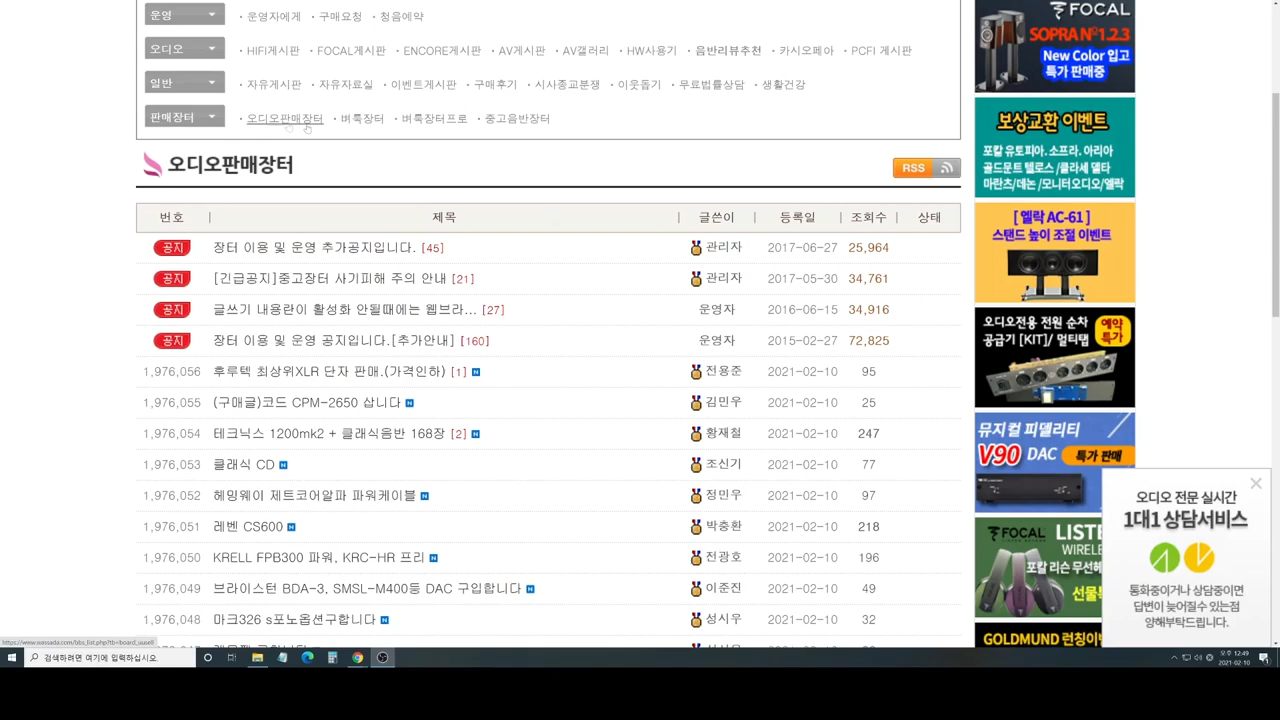 운영 · 운영자에게 · 구매요청 · 청음예약
오디오 · HIFI게시판 · FOCAL게시판 · ENCORE게시판 · AV게시판 · AV갤러리 · HW사용기 · 음반리뷰추천 · 카시오페아 · PCFI 게시판
일반 · 자유게시판 · 자유자료실 · 이벤트게시판 · 구매후기 · 시사종교분쟁 · 이웃돕기 · 무료법률상담 · 생활건강
판매장터 · 오디오판매장터 · 벼룩장터 · 벼룩장터프로 · 중고음반장터
오디오판매장터
RSS
번호 | 제목 | 글쓴이 | 등록일 | 조회수 | 상태
공지 장터 이용 및 운영 추가공지입니다. [45] 관리자 2017-06-27 25,964
공지 [긴급공지]중고장터 주의 안내 [21] 관리자 2017-05-30 34,761
공지 글쓰기 내용란이 활성화 안될때에는 웹브라... [27] 운영자 2016-06-15 34,916
공지 장터 이용 및 운영 공지입니다.[추가안내] [160] 운영자 2015-02-27 72,825
1,976,056 후루텍 최상위XLR 단자 판매.(가격인하) [1] N 전용준 2021-02-10 95
1,976,055 (구매글)코드 삽니다 N 김민우 2021-02-10 25
1,976,054 테크닉스 1200mk2 + 클래식음반 168장 [2] N 황재철 2021-02-10 247
1,976,053 클래식 CD N 조신기 2021-02-10 77
1,976,052 헤밍웨이 제트코어알파 파워케이블 N 정민우 2021-02-10 97
1,976,051 레벤 CS600 N 박충환 2021-02-10 218
1,976,050 KRELL FPB300 파워, KRC-HR 프리 N 전광호 2021-02-10 196
1,976,049 브라이스턴 BDA-3, SMSL-M400등 DAC 구입합니다 N 이준진 2021-02-10 49
1,976,048 마크326 s포노옵션구합니다 N 성시우 2021-02-10 32
FOCAL
SOPRA Nº1.2.3
New Color 입고
특가 판매중
보상교환 이벤트
포칼 유토피아. 소프라. 아리아
골드문트 텔로스 /클라세 델타
마란츠/데논 /모니터오디오/엘락
[ 엘락 AC-61 ]
스탠드 높이 조절 이벤트
오디오전용 전원 순차
공급기 [KIT]/ 멀티탭
예약
특가
뮤지컬 피델리티
V90 DAC 특가 판매
FOCAL
LISTE
WIRELE
포칼 리슨 무선헤
선물
GOLDMUND 런칭이
오디오 전문 실시간
1대1 상담서비스
통화중이거나 상담중이면
답변이 늦어질수 있는점
양해부탁드립니다.
https://www.wassada.com/bbs_list.php?tb=board_ususell
검색하려면 여기에 입력하십시오.
오후 12:49
2021-02-10